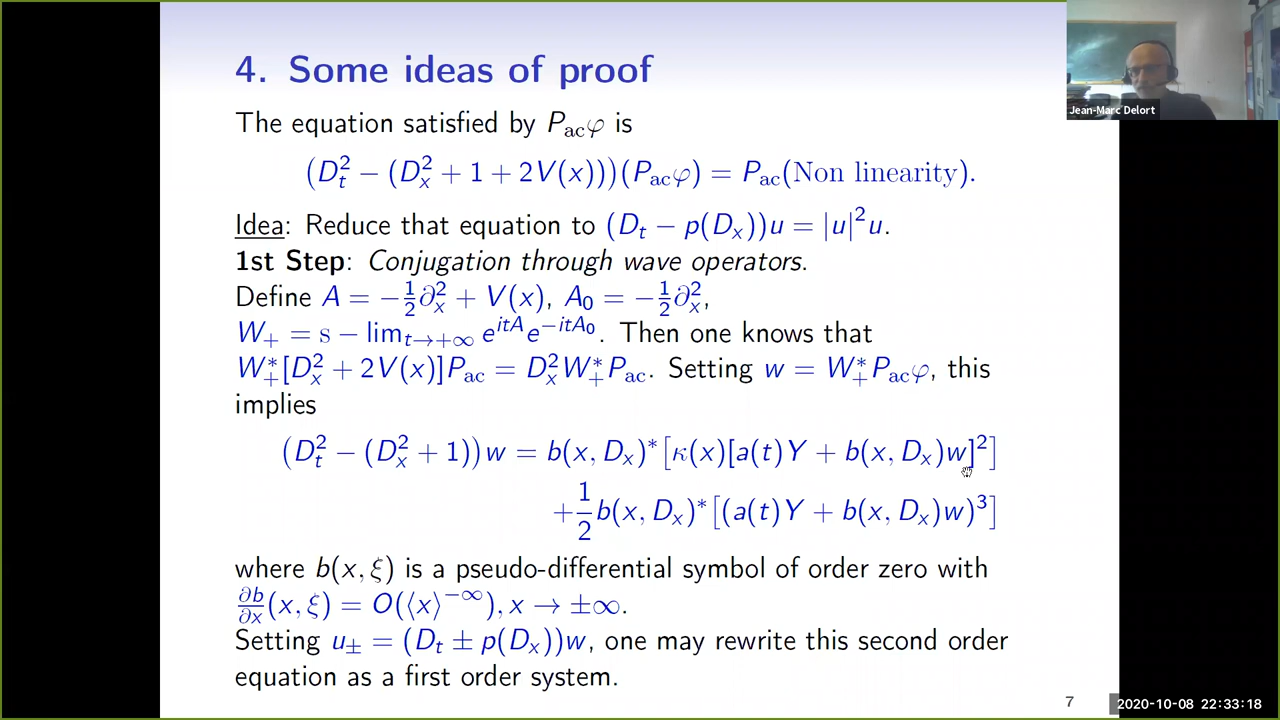 4. Some ideas of proof
Jean-Marc Delort
The equation satisfied by P_ac φ is
(D_t^2 − (D_x^2 + 1 + 2V(x)))(P_ac φ) = P_ac(Non linearity).
Idea: Reduce that equation to (D_t − p(D_x))u = |u|^2 u.
1st Step: Conjugation through wave operators.
Define A = −½∂_x^2 + V(x), A_0 = −½∂_x^2,
W_+ = s − lim_{t→+∞} e^{itA} e^{−itA_0}. Then one knows that
W_+^*[D_x^2 + 2V(x)]P_ac = D_x^2 W_+^* P_ac. Setting w = W_+^* P_ac φ, this
implies
(D_t^2 − (D_x^2 + 1))w = b(x, D_x)^*[κ(x)[a(t)Y + b(x, D_x)w]^2]
+½ b(x, D_x)^*[(a(t)Y + b(x, D_x)w)^3]
where b(x, ξ) is a pseudo-differential symbol of order zero with
∂b/∂x (x, ξ) = O(⟨x⟩^{−∞}), x → ±∞.
Setting u_± = (D_t ± p(D_x))w, one may rewrite this second order
equation as a first order system.
7
2020-10-08 22:33:18